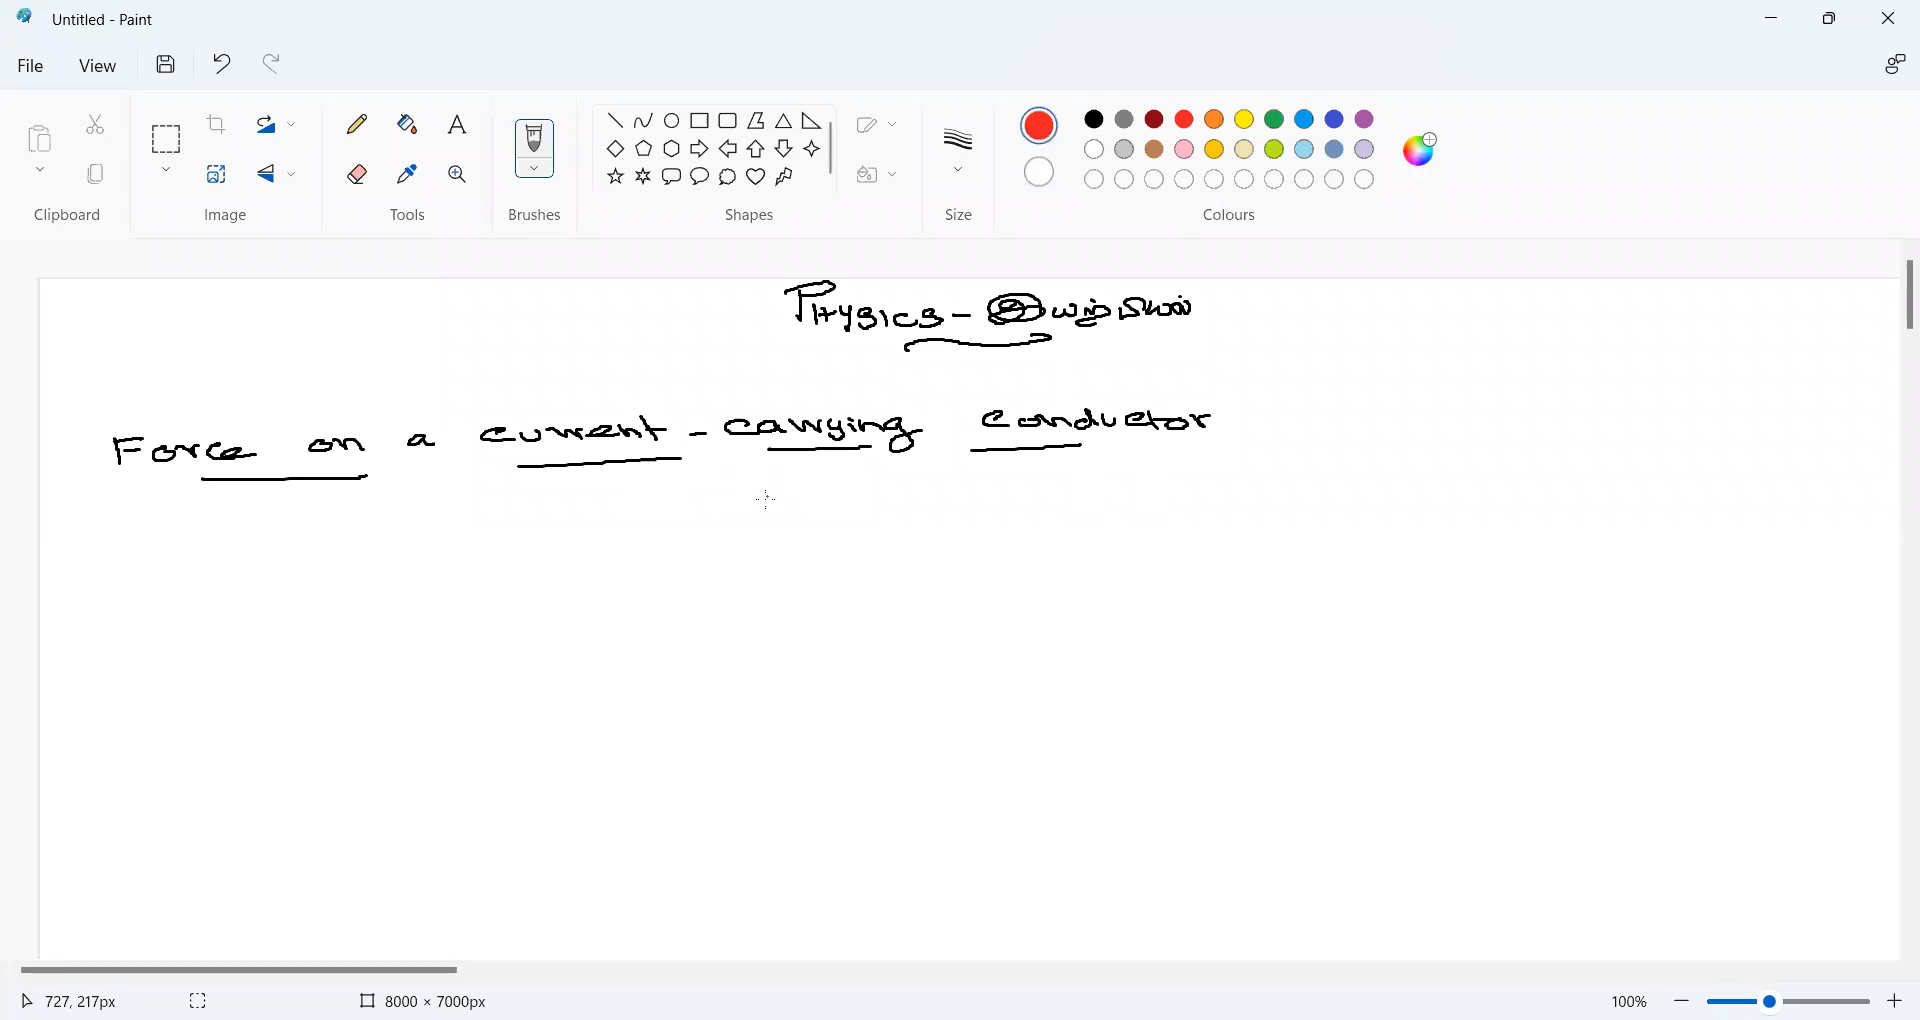 Untitled - Paint
File View
Clipboard Image Tools Brushes Shapes Size Colours
Physics -
Force on a current - carrying conductor
727, 217px 8000 × 7000px 100%